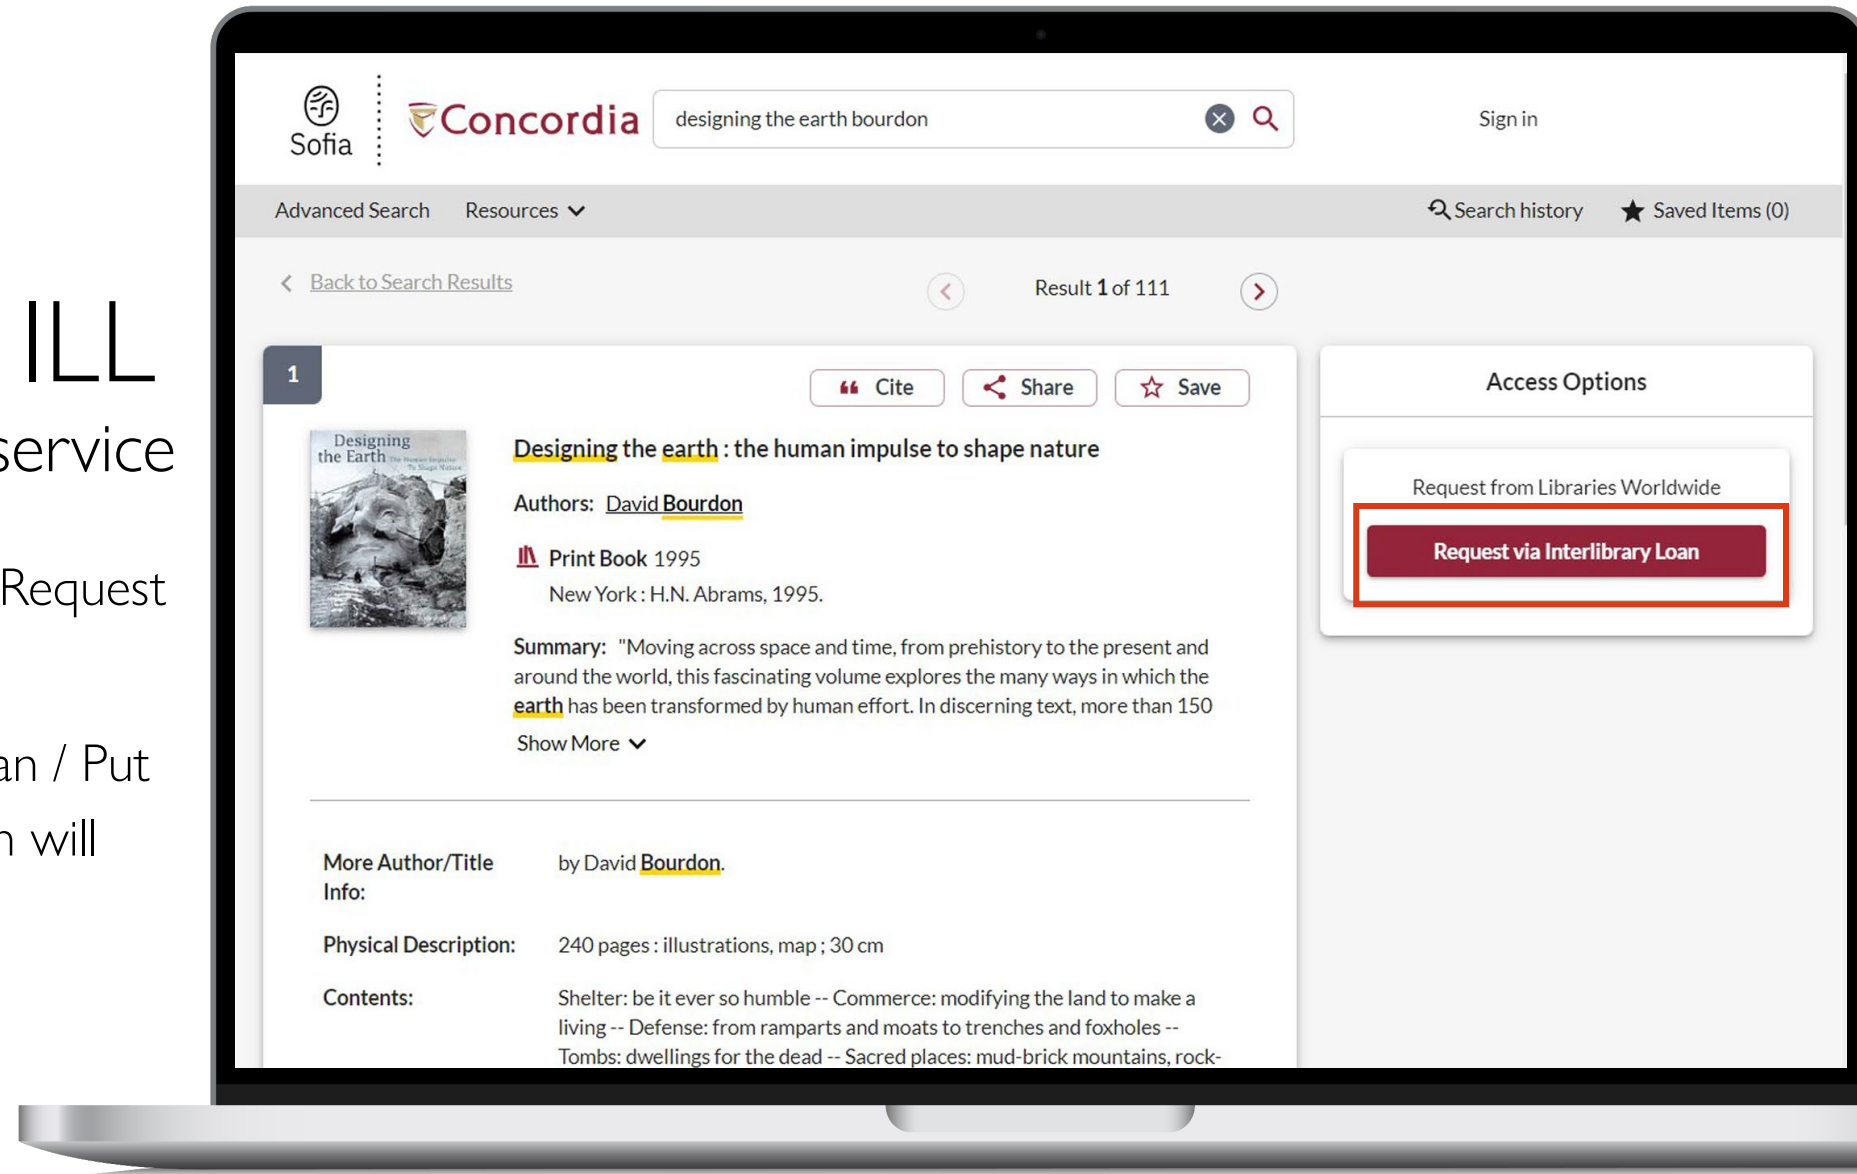 ILL
service
Request
an / Put
will
Sofia
Concordia
designing the earth bourdon
Sign in
Advanced Search
Resources
Search history
Saved Items (0)
Back to Search Results
Result 1 of 111
1
Cite
Share
Save
Designing
the Earth The Human Impulse
To Shape Nature
Designing the earth : the human impulse to shape nature
Authors: David Bourdon
Print Book 1995
New York : H.N. Abrams, 1995.
Summary: "Moving across space and time, from prehistory to the present and
around the world, this fascinating volume explores the many ways in which the
earth has been transformed by human effort. In discerning text, more than 150
Show More
More Author/Title
Info:
by David Bourdon.
Physical Description:
240 pages : illustrations, map ; 30 cm
Contents:
Shelter: be it ever so humble -- Commerce: modifying the land to make a
living -- Defense: from ramparts and moats to trenches and foxholes --
Tombs: dwellings for the dead -- Sacred places: mud-brick mountains, rock-
Access Options
Request from Libraries Worldwide
Request via Interlibrary Loan